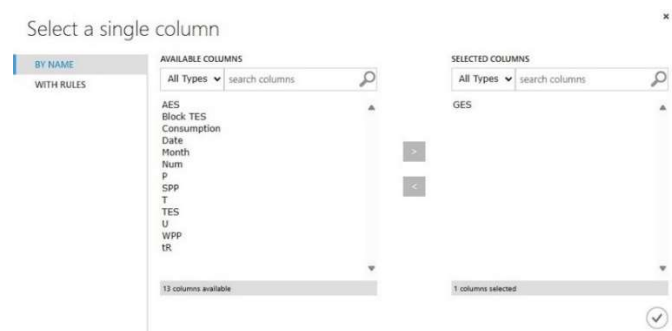 Select a single column
BY NAME
WITH RULES
AVAILABLE COLUMNS
All Types search columns
AES
Block TES
Consumption
Date
Month
Num
P
SPP
T
TES
U
WPP
tR
13 columns available
>
<
SELECTED COLUMNS
All Types search columns
GES
1 columns selected